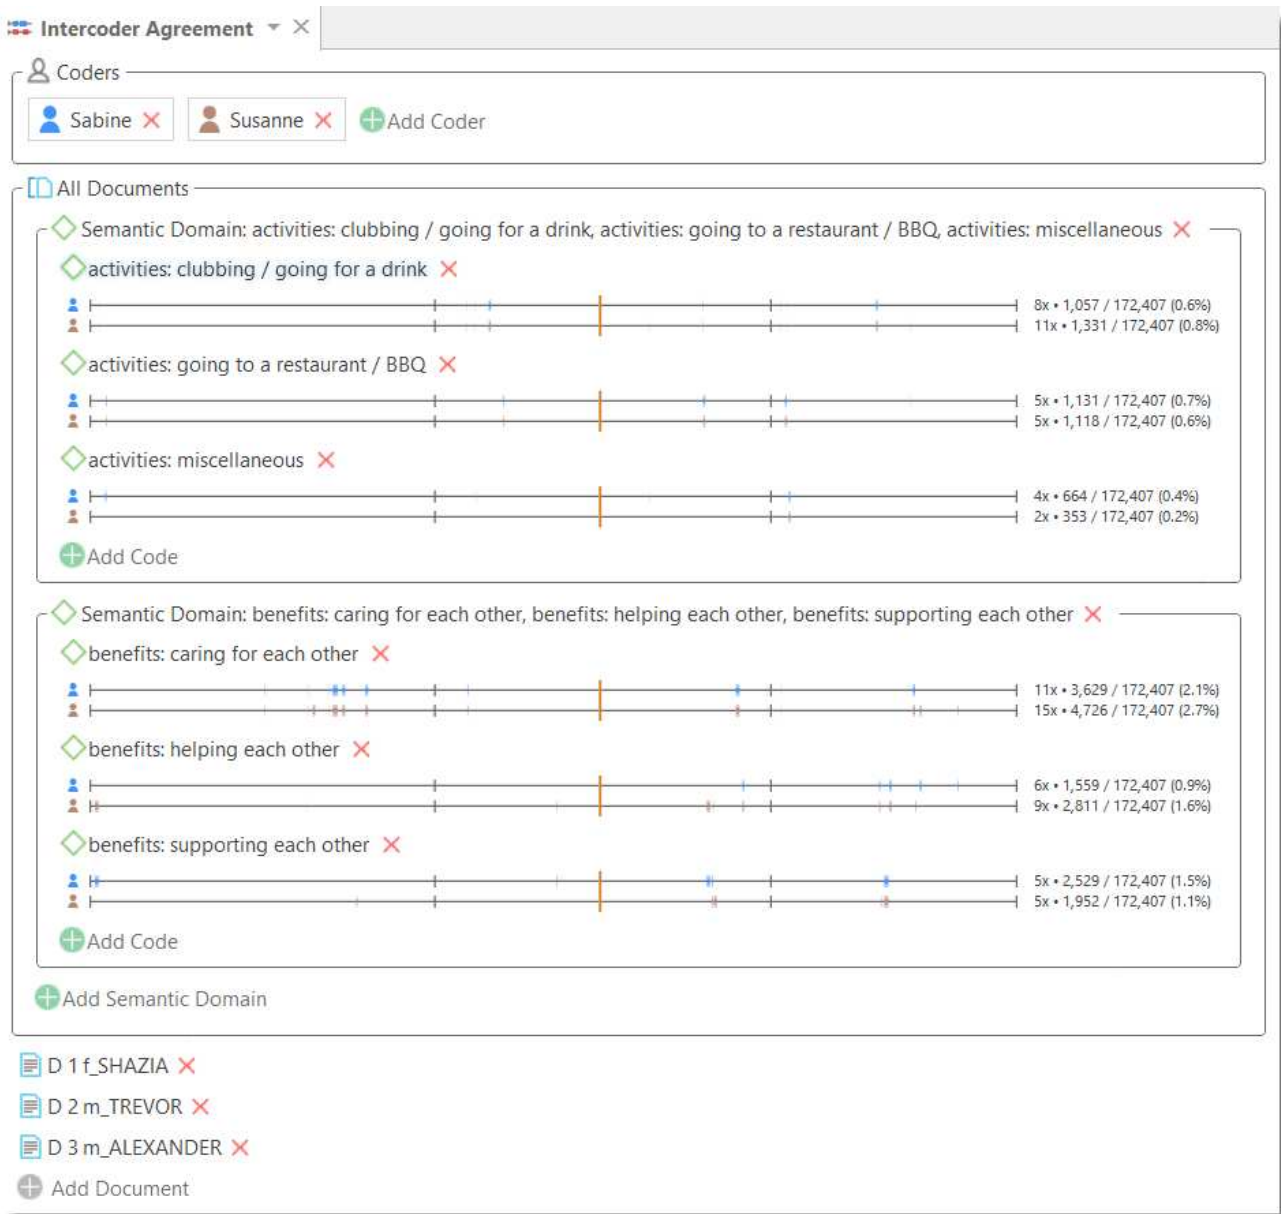 Intercoder Agreement
Coders
Sabine Susanne Add Coder
All Documents
Semantic Domain: activities: clubbing / going for a drink, activities: going to a restaurant / BBQ, activities: miscellaneous
activities: clubbing / going for a drink
8x • 1,057 / 172,407 (0.6%)
11x • 1,331 / 172,407 (0.8%)
activities: going to a restaurant / BBQ
5x • 1,131 / 172,407 (0.7%)
5x • 1,118 / 172,407 (0.6%)
activities: miscellaneous
4x • 664 / 172,407 (0.4%)
2x • 353 / 172,407 (0.2%)
Add Code
Semantic Domain: benefits: caring for each other, benefits: helping each other, benefits: supporting each other
benefits: caring for each other
11x • 3,629 / 172,407 (2.1%)
15x • 4,726 / 172,407 (2.7%)
benefits: helping each other
6x • 1,559 / 172,407 (0.9%)
9x • 2,811 / 172,407 (1.6%)
benefits: supporting each other
5x • 2,529 / 172,407 (1.5%)
5x • 1,952 / 172,407 (1.1%)
Add Code
Add Semantic Domain
D 1 f_SHAZIA
D 2 m_TREVOR
D 3 m_ALEXANDER
Add Document